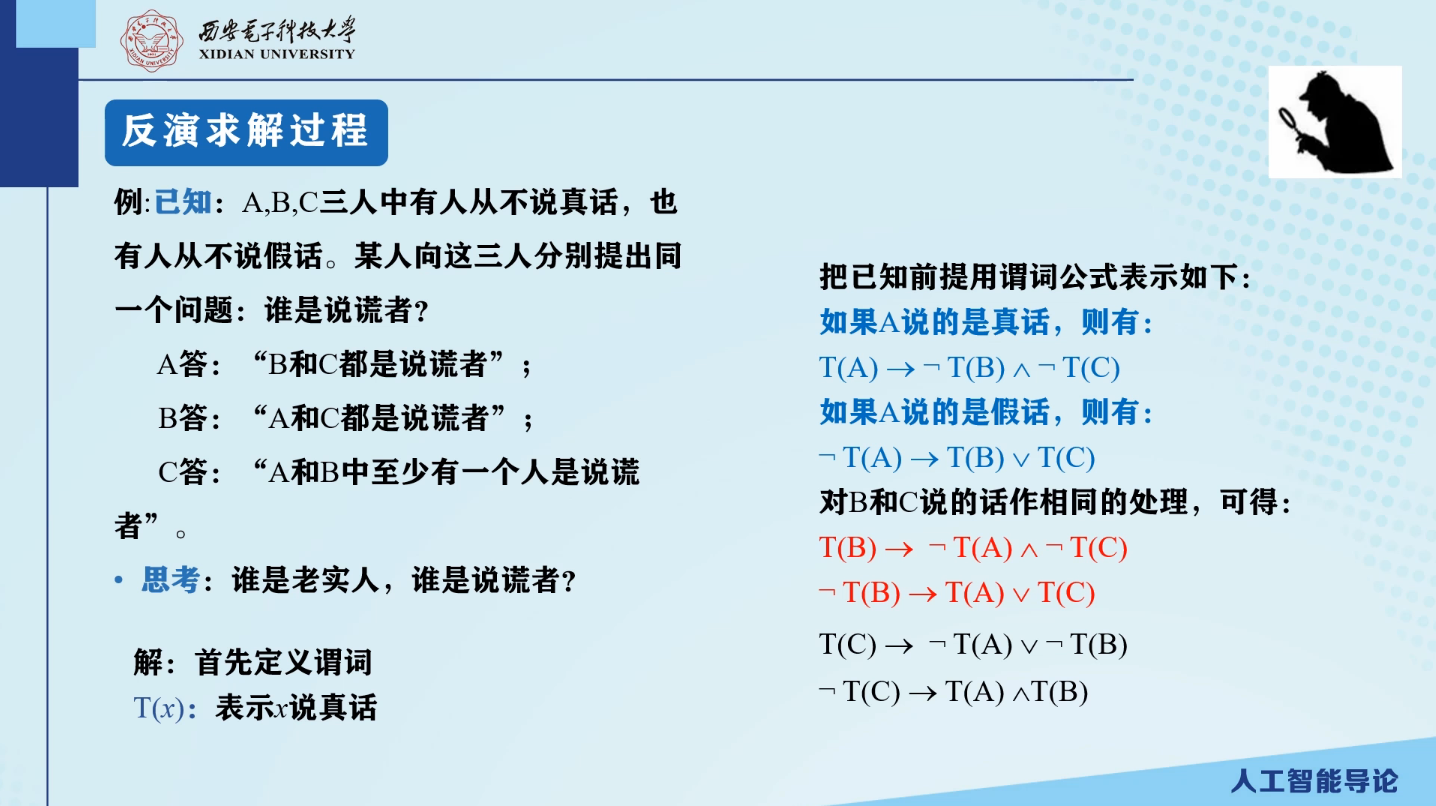 西安电子科技大学
XIDIAN UNIVERSITY
反演求解过程
例:已知：A,B,C三人中有人从不说真话，也
有人从不说假话。某人向这三人分别提出同
一个问题：谁是说谎者?
A答：“B和C都是说谎者”；
B答：“A和C都是说谎者”；
C答：“A和B中至少有一个人是说谎
者”。
• 思考：谁是老实人，谁是说谎者?
解：首先定义谓词
T(x)：表示x说真话
把已知前提用谓词公式表示如下：
如果A说的是真话，则有：
T(A) → ¬ T(B) ∧ ¬ T(C)
如果A说的是假话，则有：
¬ T(A) → T(B) ∨ T(C)
对B和C说的话作相同的处理，可得：
T(B) → ¬ T(A) ∧ ¬ T(C)
¬ T(B) → T(A) ∨ T(C)
T(C) → ¬ T(A) ∨ ¬ T(B)
¬ T(C) → T(A) ∧T(B)
人工智能导论